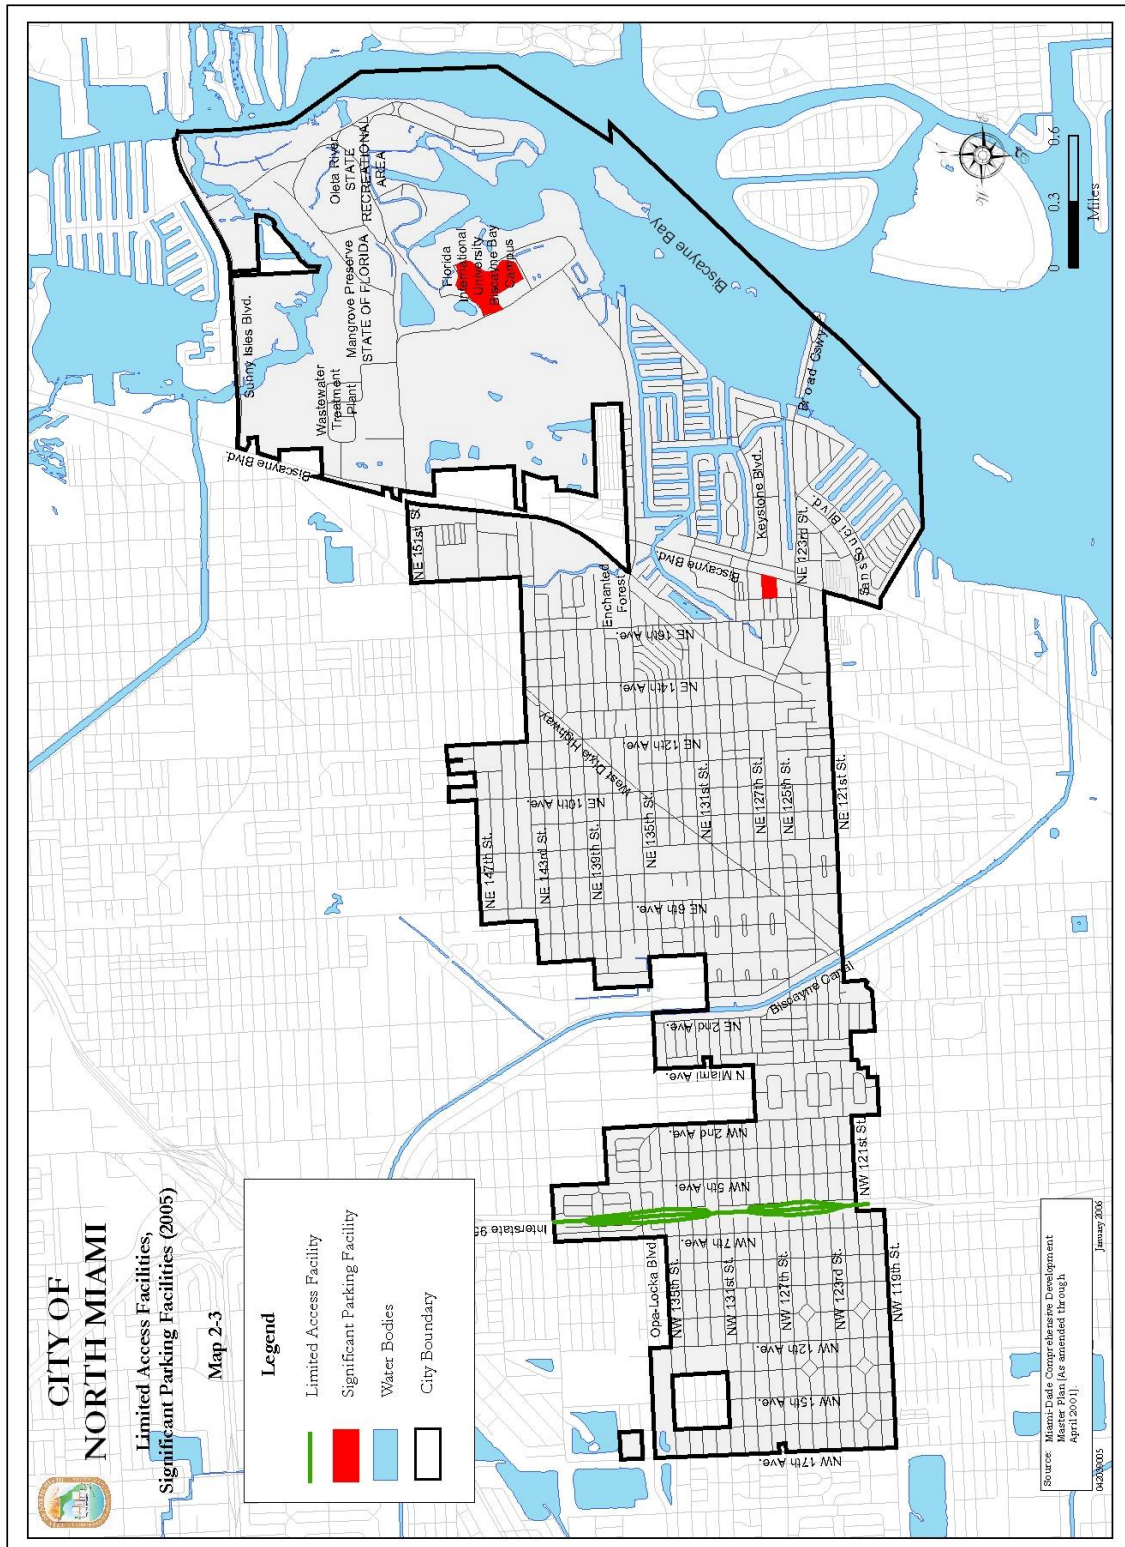 CITY OF
NORTH MIAMI
Limited Access Facilities,
Significant Parking Facilities (2005)
Map 2-3
Legend
Limited Access Facility
Significant Parking Facility
Water Bodies
City Boundary
Sunny Isles Blvd.
Biscayne Blvd.
Wastewater
Treatment
Plant
Mangrove Preserve
STATE OF FLORIDA
Oleta River
STATE
RECREATIONAL
AREA
Florida
International
University
Biscayne Bay
Campus
Biscayne Bay
NE 151st St
Enchanted
Forest
Biscayne Blvd.
Keystone Blvd.
NE 123rd St.
Sans Souci Blvd.
Broad Cswy
NE 16th Ave.
NE 14th Ave.
NE 12th Ave.
NE 10th Ave.
NE 6th Ave.
West Dixie Highway
NE 147th St.
NE 143rd St.
NE 139th St.
NE 135th St.
NE 131st St.
NE 127th St.
NE 125th St.
NE 121st St.
Biscayne Canal
NE 2nd Ave.
N Miami Ave.
NW 2nd Ave.
NW 5th Ave.
Interstate 95
NW 7th Ave.
Opa-Locka Blvd
NW 135th St.
NW 131st St.
NW 127th St.
NW 123rd St.
NW 121st St.
NW 119th St.
NW 12th Ave.
NW 15th Ave.
NW 17th Ave.
0 0.3 0.6
Miles
Source: Miami-Dade Comprehensive Development
Master Plan (As amended through
April 2001).
042039005
January 2006